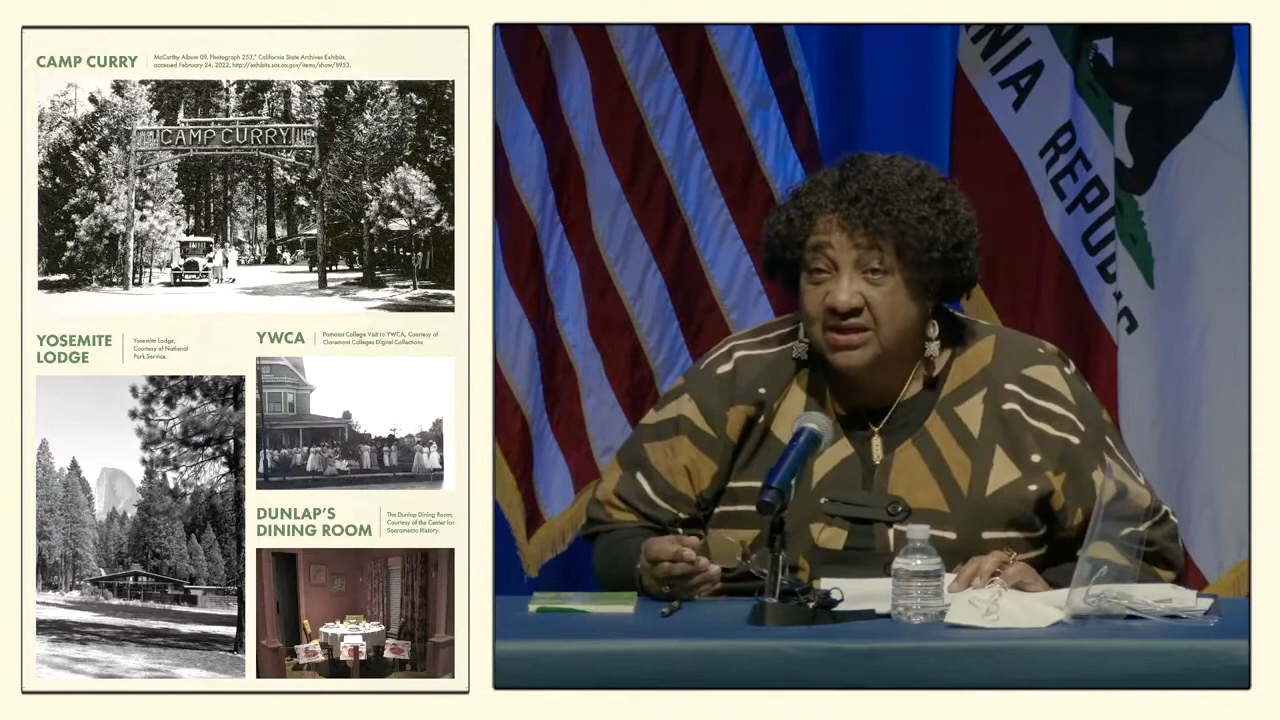 CAMP CURRY
McCarthy Album 09, Photograph 253," California State Archives Exhibits,
accessed February 24, 2022, http://exhibits.sos.ca.gov/items/show/8953.
CAMP CURRY
YOSEMITE
LODGE
Yosemite Lodge,
Courtesy of National
Park Service.
YWCA
Pomona College Visit to YWCA, Courtesy of
Claremont Colleges Digital Collections
DUNLAP'S
DINING ROOM
The Dunlap Dining Room,
Courtesy of the Center for
Sacramento History.
NIA REPUBLIC